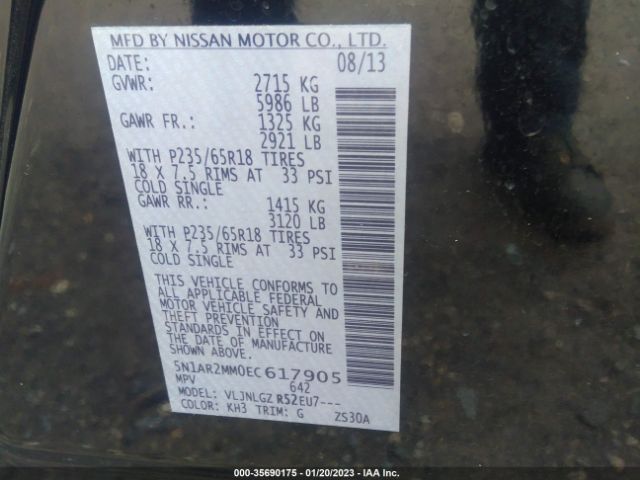 MFD BY NISSAN MOTOR CO., LTD.
DATE: 08/13
GVWR: 2715 KG
5986 LB
GAWR FR.: 1325 KG
2921 LB
WITH P235/65R18 TIRES
18 X 7.5 RIMS AT 33 PSI
COLD SINGLE
GAWR RR.: 1415 KG
3120 LB
WITH P235/65R18 TIRES
18 X 7.5 RIMS AT 33 PSI
COLD SINGLE
THIS VEHICLE CONFORMS TO
ALL APPLICABLE FEDERAL
MOTOR VEHICLE SAFETY AND
THEFT PREVENTION
STANDARDS IN EFFECT ON
THE DATE OF MANUFACTURE
SHOWN ABOVE.
5N1AR2MM0EC617905
MPV 642
MODEL: VLJNLGZ R52EU7---
COLOR: KH3 TRIM: G ZS30A
000-35690175 - 01/20/2023 - IAA Inc.